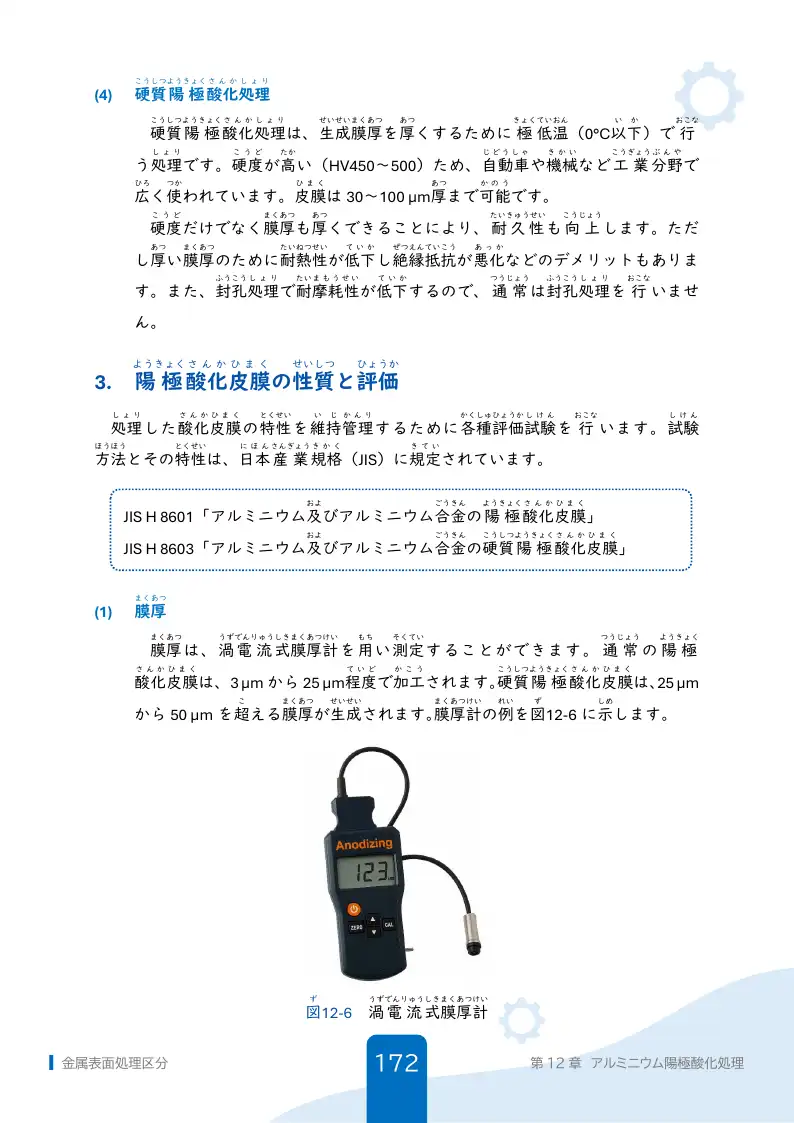 (4) 硬質陽極酸化処理
硬質陽極酸化処理は、生成膜厚を厚くするために極低温（0℃以下）で行
う処理です。硬度が高い（HV450～500）ため、自動車や機械など工業分野で
広く使われています。皮膜は 30～100 μm厚まで可能です。
硬度だけでなく膜厚も厚くできることにより、耐久性も向上します。ただ
し厚い膜厚のために耐熱性が低下し絶縁抵抗が悪化などのデメリットもありま
す。また、封孔処理で耐摩耗性が低下するので、通常は封孔処理を行いませ
ん。
3. 陽極酸化皮膜の性質と評価
処理した酸化皮膜の特性を維持管理するために各種評価試験を行います。試験
方法とその特性は、日本産業規格（JIS）に規定されています。
JIS H 8601「アルミニウム及びアルミニウム合金の陽極酸化皮膜」
JIS H 8603「アルミニウム及びアルミニウム合金の硬質陽極酸化皮膜」
(1) 膜厚
膜厚は、渦電流式膜厚計を用い測定することができます。通常の陽極
酸化皮膜は、3 μm から 25 μm程度で加工されます。硬質陽極酸化皮膜は、25 μm
から 50 μm を超える膜厚が生成されます。膜厚計の例を図12-6 に示します。
Anodizing
123
ZERO
CAL
図12-6 渦電流式膜厚計
金属表面処理区分
172
第 12 章 アルミニウム陽極酸化処理